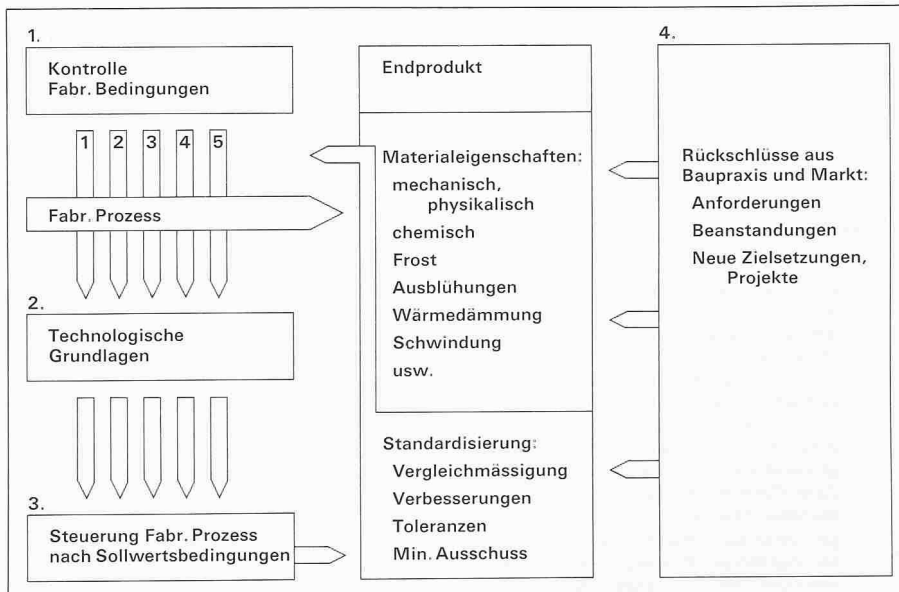 1.
Kontrolle
Fabr. Bedingungen
1 2 3 4 5
Fabr. Prozess
2.
Technologische
Grundlagen
3.
Steuerung Fabr. Prozess
nach Sollwertsbedingungen
Endprodukt
Materialeigenschaften:
mechanisch,
physikalisch
chemisch
Frost
Ausblühungen
Wärmedämmung
Schwindung
usw.
Standardisierung:
Vergleichmässigung
Verbesserungen
Toleranzen
Min. Ausschuss
4.
Rückschlüsse aus
Baupraxis und Markt:
Anforderungen
Beanstandungen
Neue Zielsetzungen,
Projekte